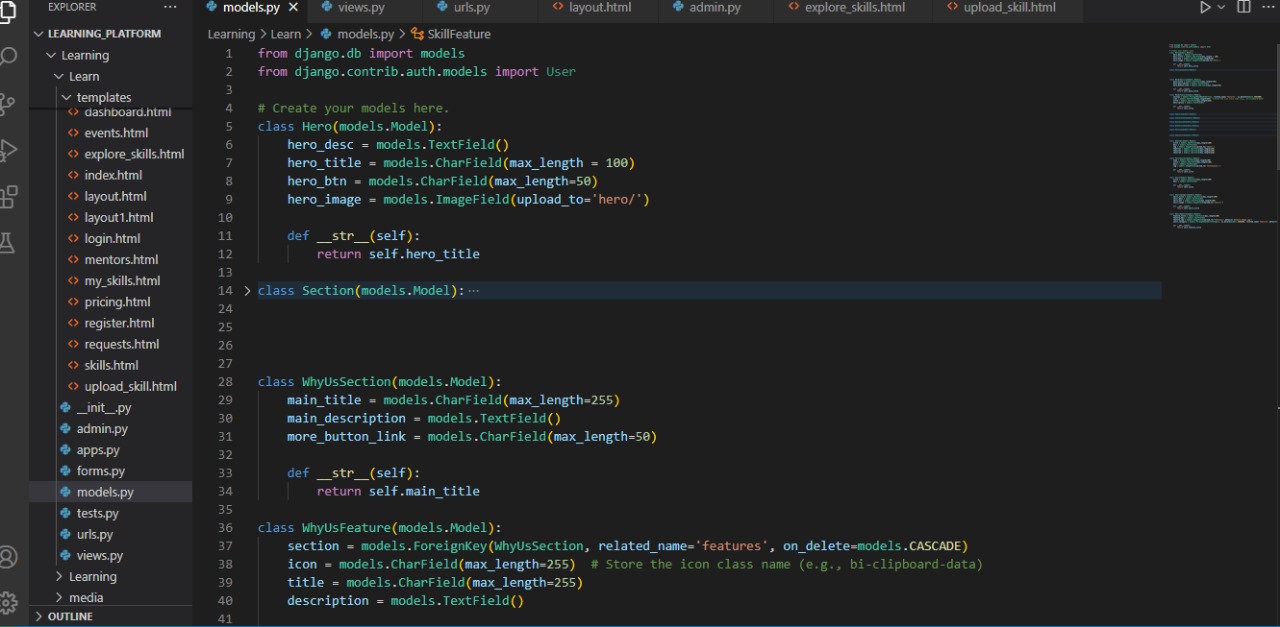 EXPLORER ...
LEARNING_PLATFORM
Learning
Learn
templates
dashboard.html
events.html
explore_skills.html
index.html
layout.html
layout1.html
login.html
mentors.html
my_skills.html
pricing.html
register.html
requests.html
skills.html
upload_skill.html
__init__.py
admin.py
apps.py
forms.py
models.py
tests.py
urls.py
views.py
Learning
media
OUTLINE
models.py views.py urls.py layout.html admin.py explore_skills.html upload_skill.html
Learning > Learn > models.py > SkillFeature
1 from django.db import models
2 from django.contrib.auth.models import User
3
4 # Create your models here.
5 class Hero(models.Model):
6 hero_desc = models.TextField()
7 hero_title = models.CharField(max_length = 100)
8 hero_btn = models.CharField(max_length=50)
9 hero_image = models.ImageField(upload_to='hero/')
10
11 def __str__(self):
12 return self.hero_title
13
14 class Section(models.Model): ...
24
25
26
27
28 class WhyUsSection(models.Model):
29 main_title = models.CharField(max_length=255)
30 main_description = models.TextField()
31 more_button_link = models.CharField(max_length=50)
32
33 def __str__(self):
34 return self.main_title
35
36 class WhyUsFeature(models.Model):
37 section = models.ForeignKey(WhyUsSection, related_name='features', on_delete=models.CASCADE)
38 icon = models.CharField(max_length=255) # Store the icon class name (e.g., bi-clipboard-data)
39 title = models.CharField(max_length=255)
40 description = models.TextField()
41